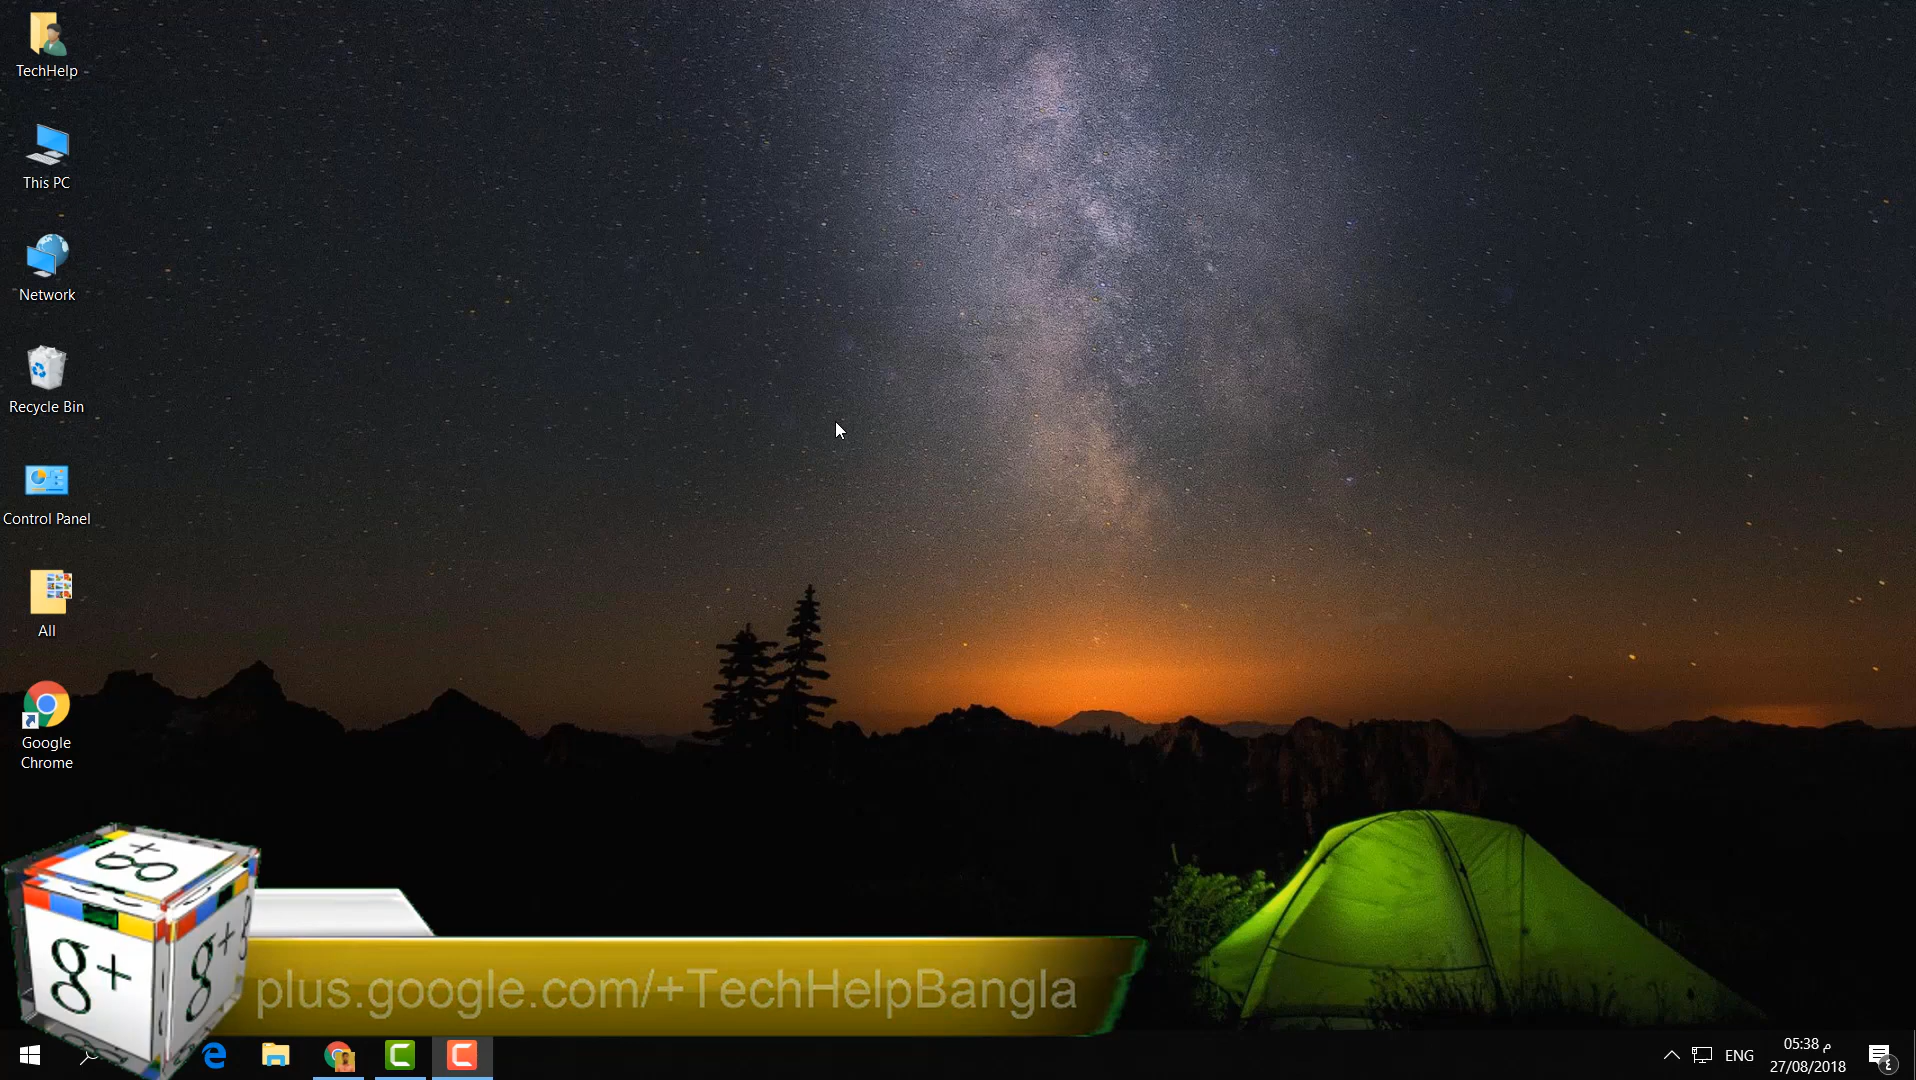 TechHelp
This PC
Network
Recycle Bin
Control Panel
All
Google
Chrome
g+
g+
g+
plus.google.com/+TechHelpBangla
ENG
05:38 م
27/08/2018
٤